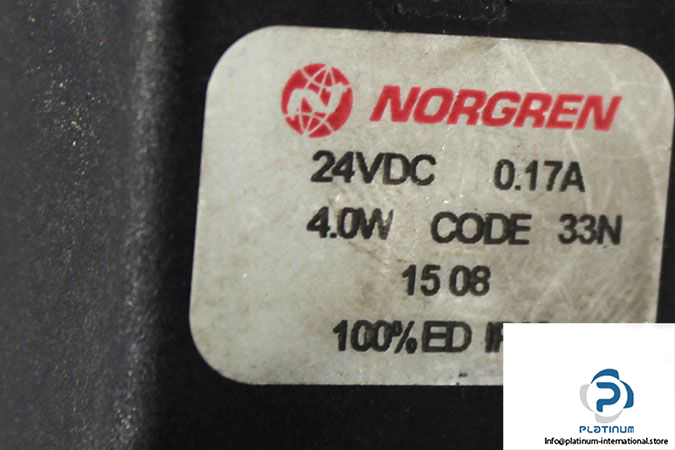 NORGREN
24VDC 0.17A
4.0W CODE 33N
15 08
100% ED
PLATINUM
Info@platinum-international.store